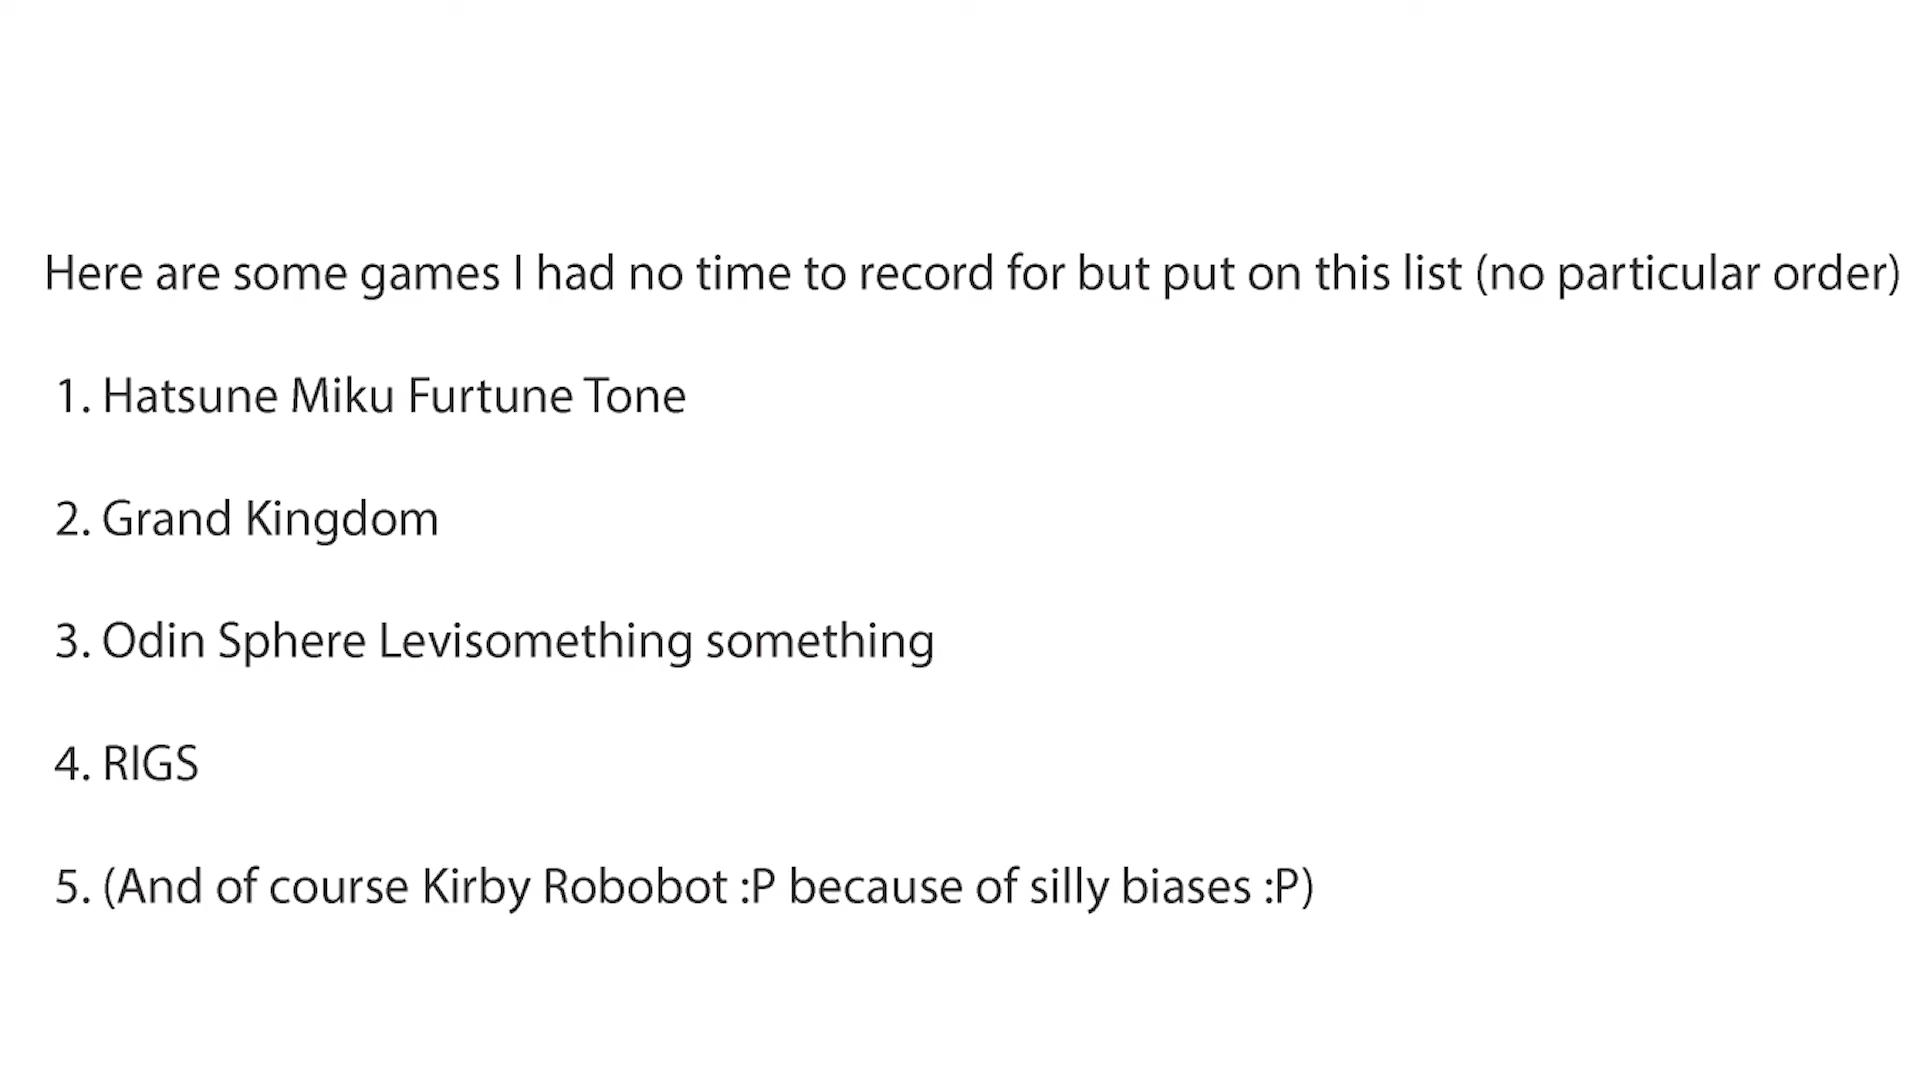 Here are some games I had no time to record for but put on this list (no particular order)
1. Hatsune Miku Furtune Tone
2. Grand Kingdom
3. Odin Sphere Levisomething something
4. RIGS
5. (And of course Kirby Robobot :P because of silly biases :P)